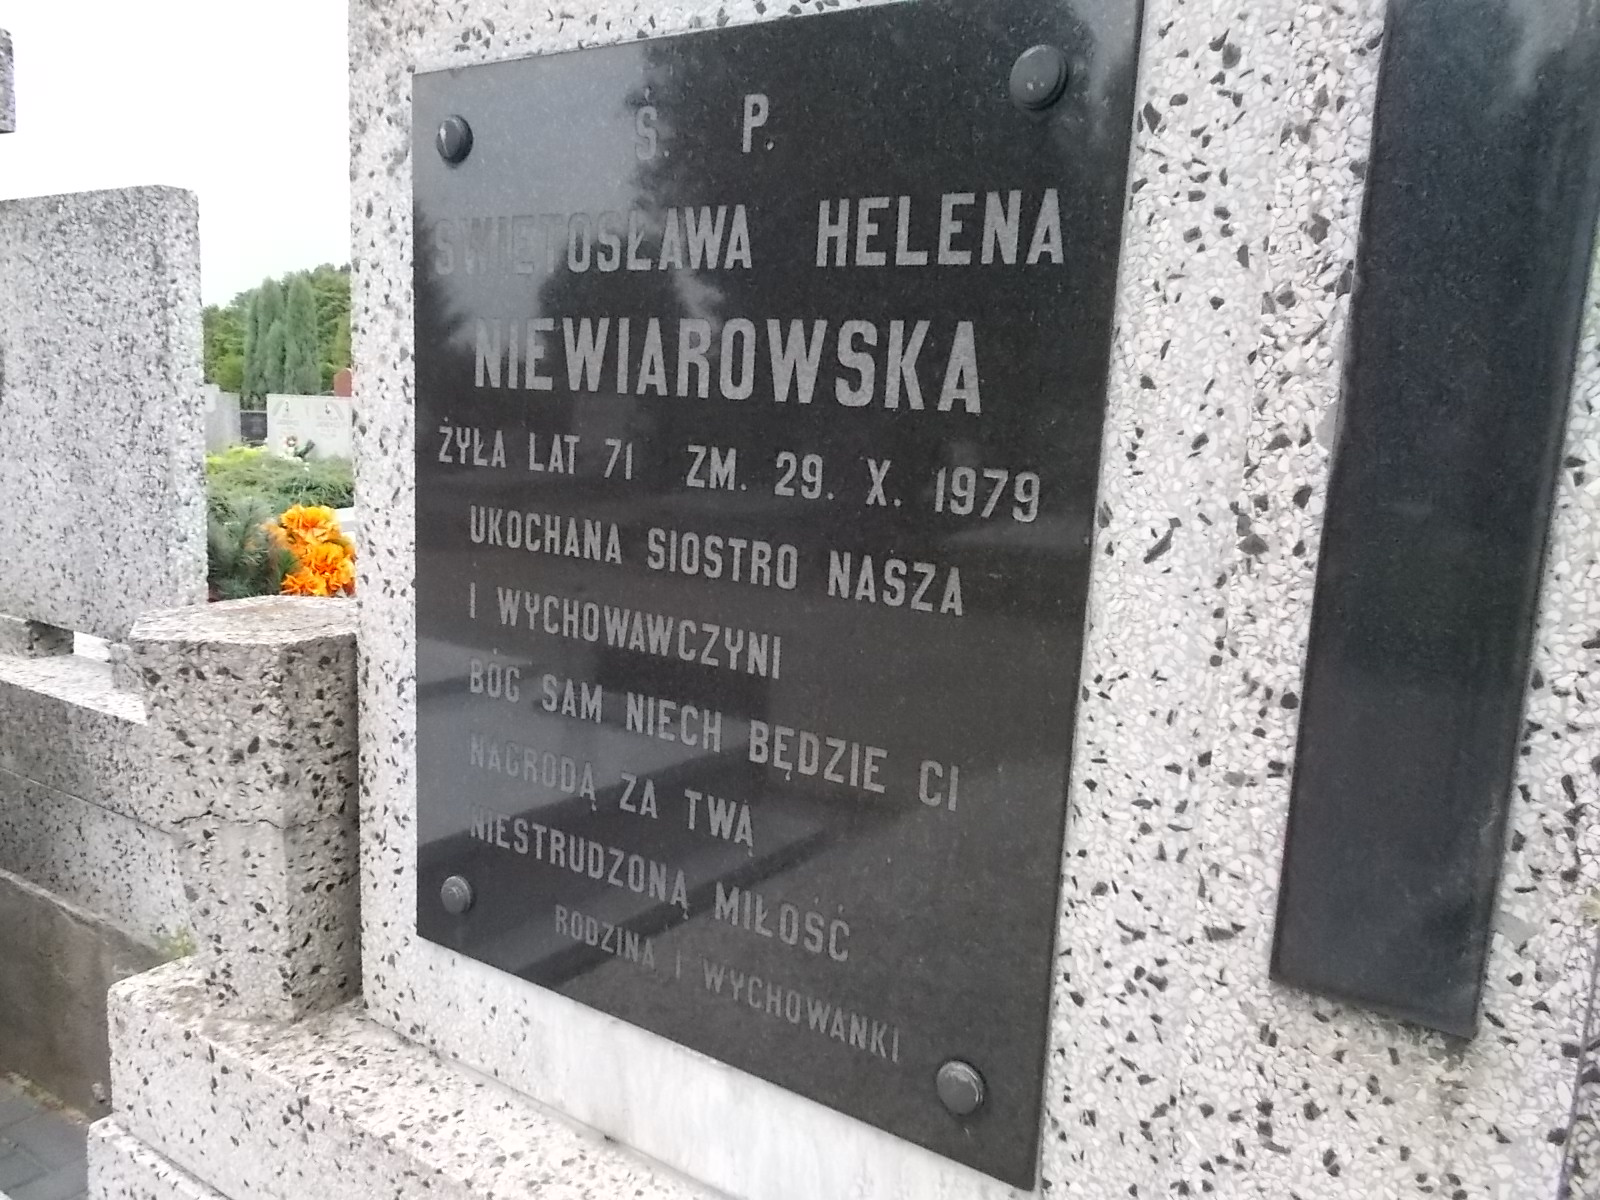 Ś. P.
ŚWIĘTOSŁAWA HELENA
NIEWIAROWSKA
ŻYŁA LAT 71 ZM. 29. X. 1979
UKOCHANA SIOSTRO NASZA
I WYCHOWAWCZYNI
BÓG SAM NIECH BĘDZIE CI
NAGRODĄ ZA TWĄ
NIESTRUDZONĄ MIŁOŚĆ
RODZINA I WYCHOWANKI